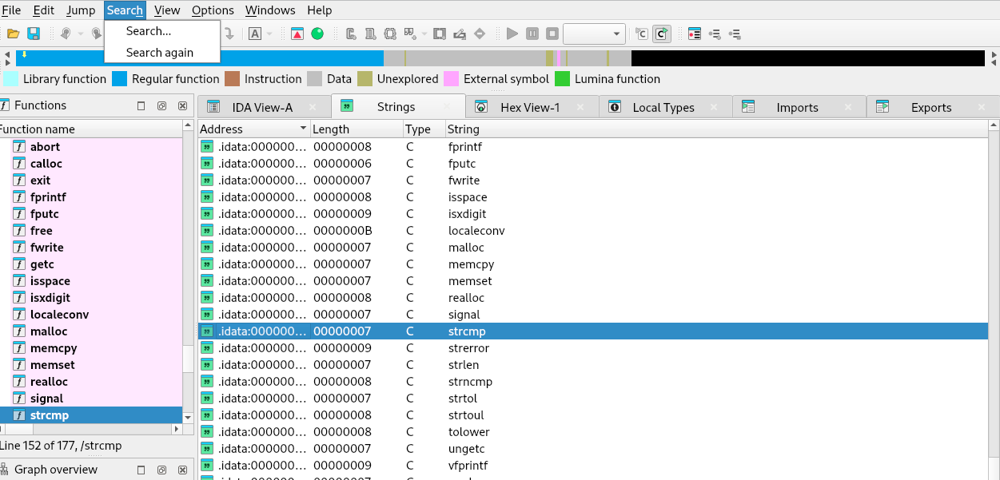 File Edit Jump Search View Options Windows Help
Search...
Search again
A
Library function Regular function Instruction Data Unexplored External symbol Lumina function
Functions
IDA View-A Strings Hex View-1 Local Types Imports Exports
Function name
Address Length Type String
abort
calloc
exit
fprintf
fputc
free
fwrite
getc
isspace
isxdigit
localeconv
malloc
memcpy
memset
realloc
signal
strcmp
.idata:000000... 00000008 C fprintf
.idata:000000... 00000006 C fputc
.idata:000000... 00000007 C fwrite
.idata:000000... 00000008 C isspace
.idata:000000... 00000009 C isxdigit
.idata:000000... 0000000B C localeconv
.idata:000000... 00000007 C malloc
.idata:000000... 00000007 C memcpy
.idata:000000... 00000007 C memset
.idata:000000... 00000008 C realloc
.idata:000000... 00000007 C signal
.idata:000000... 00000007 C strcmp
.idata:000000... 00000009 C strerror
.idata:000000... 00000007 C strlen
.idata:000000... 00000008 C strncmp
.idata:000000... 00000007 C strtol
.idata:000000... 00000008 C strtoul
.idata:000000... 00000008 C tolower
.idata:000000... 00000007 C ungetc
.idata:000000... 00000009 C vfprintf
Line 152 of 177, /strcmp
Graph overview